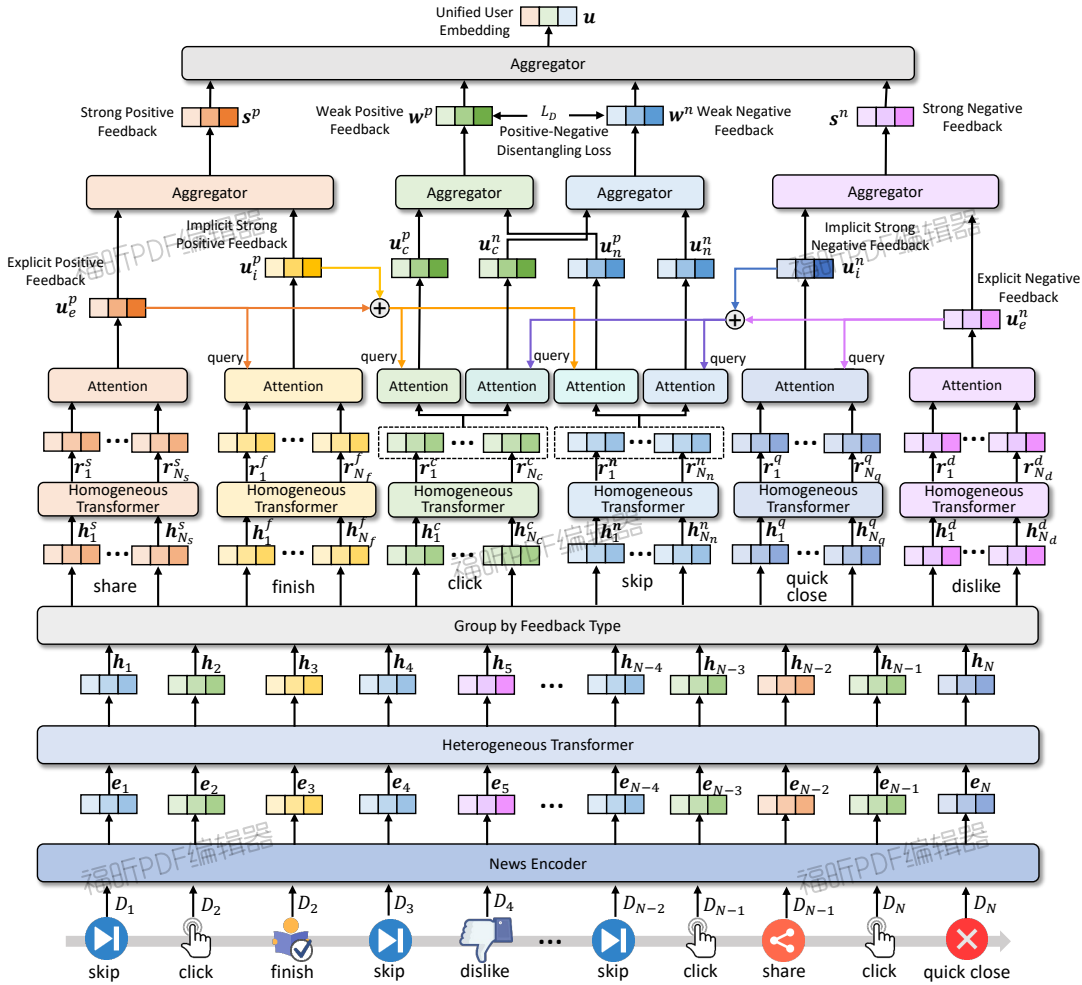 Unified User
Embedding
u
Aggregator
Strong Positive
Feedback
s^p
Weak Positive
Feedback
w^p
L_D
Positive-Negative
Disentangling Loss
w^n
Weak Negative
Feedback
Strong Negative
Feedback
s^n
Aggregator
Aggregator
Aggregator
Aggregator
Explicit Positive
Feedback
u_e^p
Implicit Strong
Positive Feedback
u_i^p
u_c^p
u_c^n
u_n^p
u_n^n
Implicit Strong
Negative Feedback
u_i^n
Explicit Negative
Feedback
u_e^n
query
query
query
query
query
Attention
Attention
Attention
Attention
Attention
Attention
Attention
Attention
r_1^s ... r_{N_s}^s
r_1^f ... r_{N_f}^f
r_1^c ... r_{N_c}^c
r_1^n ... r_{N_n}^n
r_1^q ... r_{N_q}^q
r_1^d ... r_{N_d}^d
Homogeneous
Transformer
Homogeneous
Transformer
Homogeneous
Transformer
Homogeneous
Transformer
Homogeneous
Transformer
Homogeneous
Transformer
h_1^s ... h_{N_s}^s
h_1^f ... h_{N_f}^f
h_1^c ... h_{N_c}^c
h_1^n ... h_{N_n}^n
h_1^q ... h_{N_q}^q
h_1^d ... h_{N_d}^d
share
finish
click
skip
quick
close
dislike
Group by Feedback Type
h_1 h_2 h_3 h_4 h_5 ... h_{N-4} h_{N-3} h_{N-2} h_{N-1} h_N
Heterogeneous Transformer
e_1 e_2 e_3 e_4 e_5 ... e_{N-4} e_{N-3} e_{N-2} e_{N-1} e_N
News Encoder
D_1 D_2 D_2 D_3 D_4 D_{N-2} D_{N-1} D_{N-1} D_N D_N
skip click finish skip dislike ... skip click share click quick close
福昕PDF编辑器
福昕PDF编辑器
福昕PDF编辑器
福昕PDF编辑器
福昕PDF编辑器